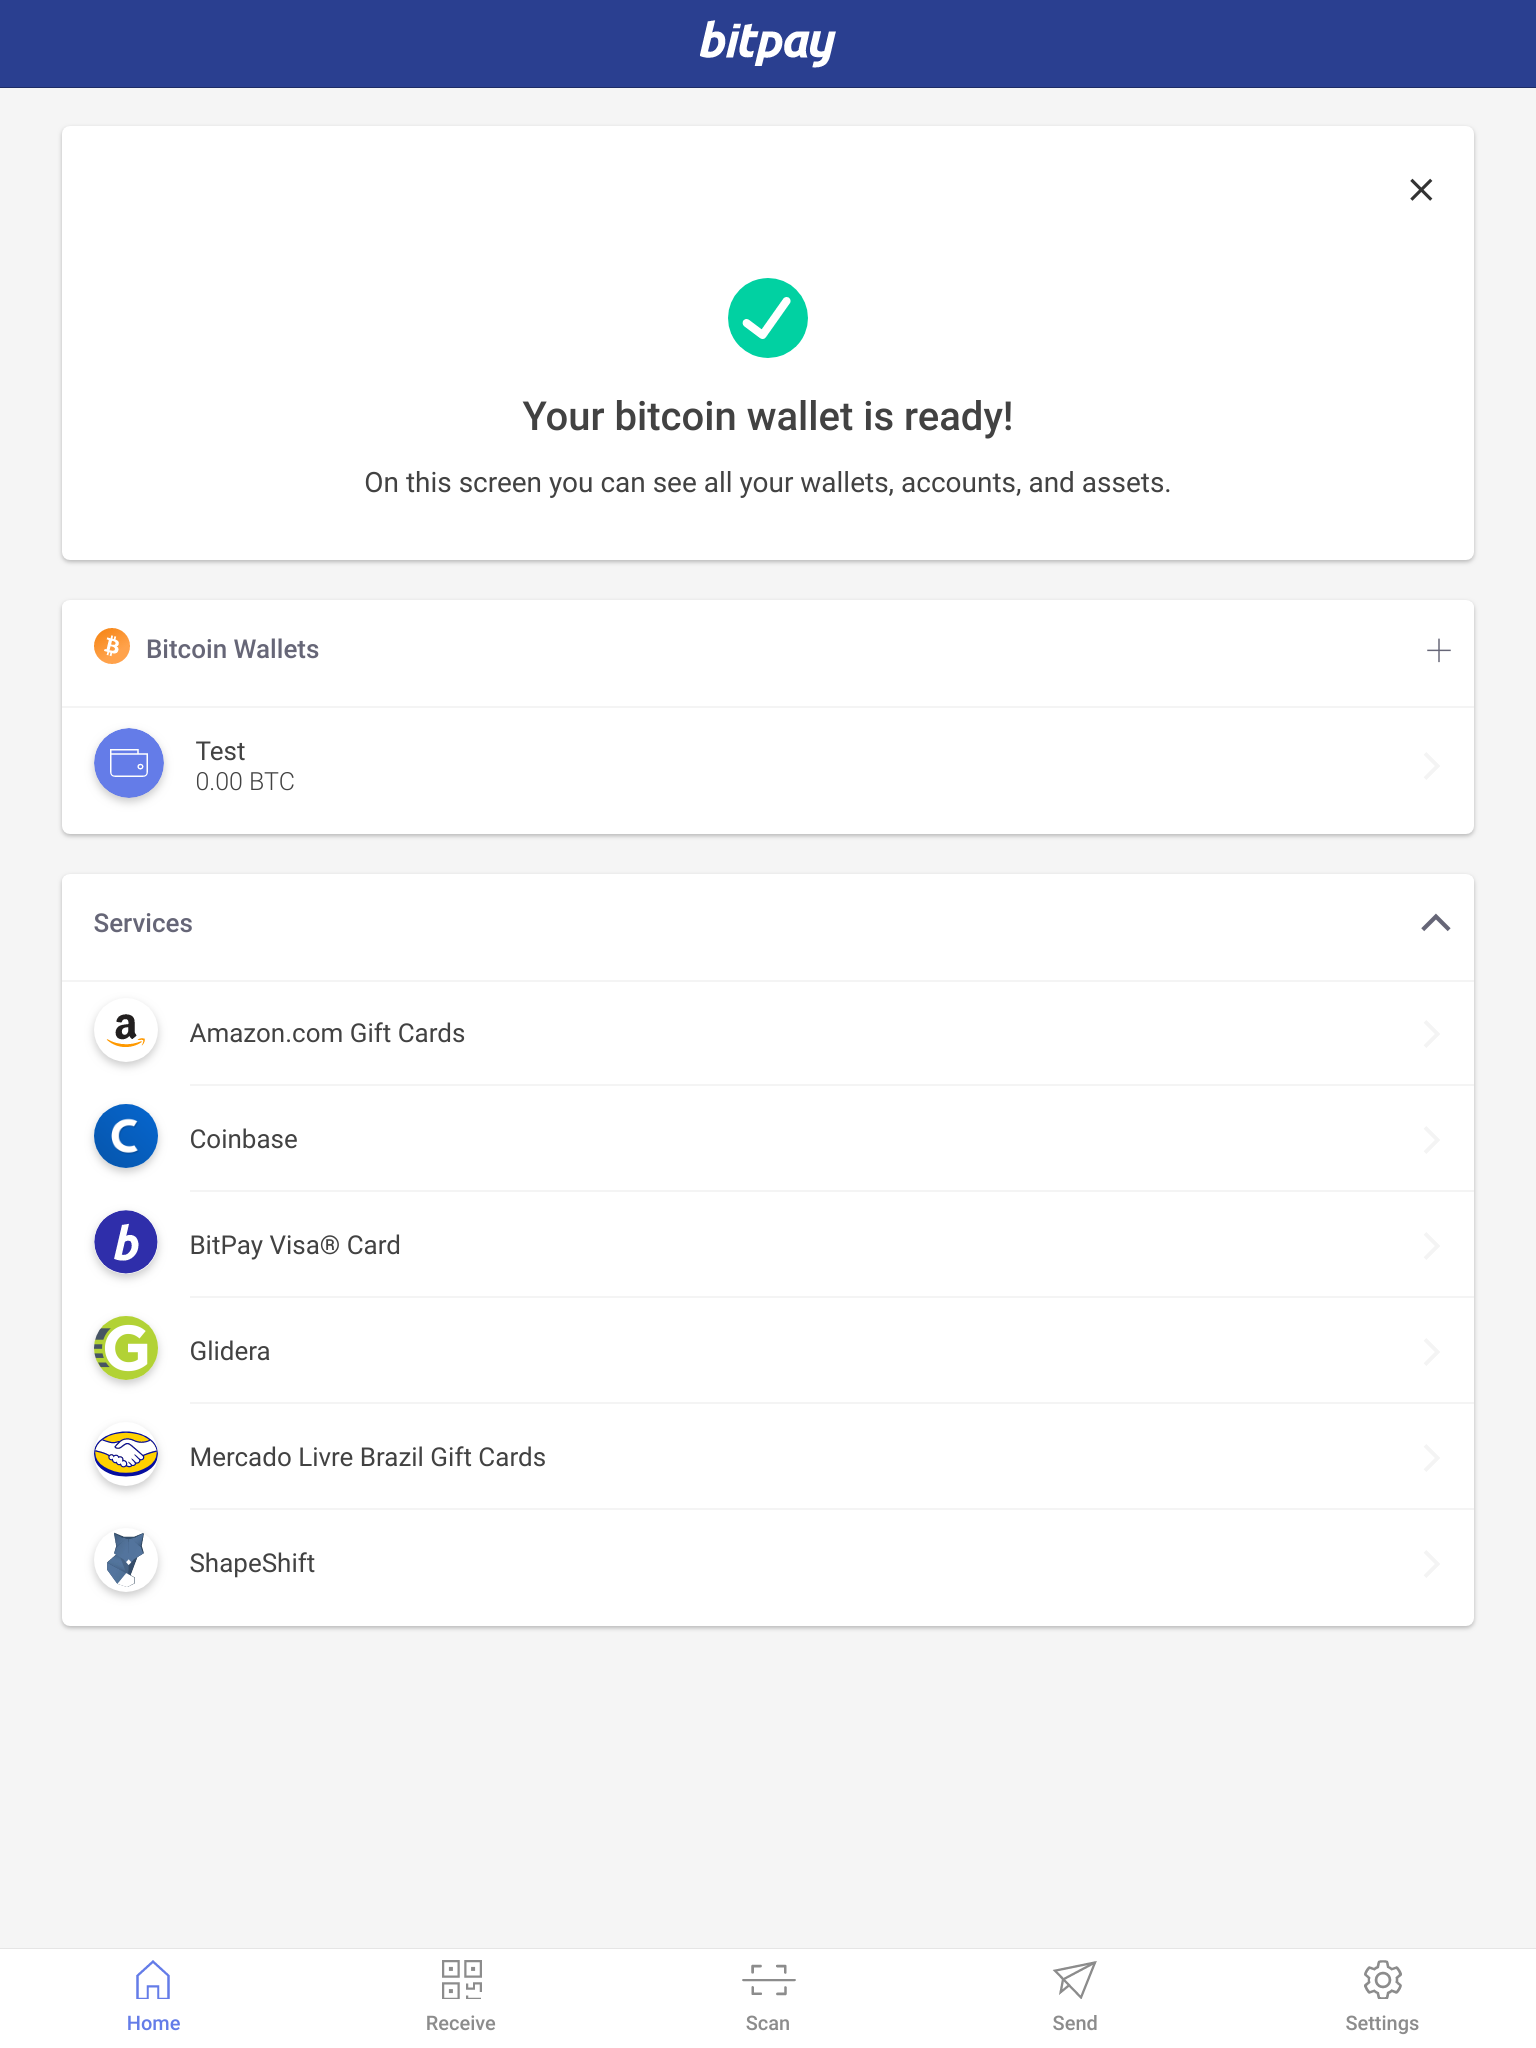 bitpay
Your bitcoin wallet is ready!
On this screen you can see all your wallets, accounts, and assets.
Bitcoin Wallets
Test
0.00 BTC
Services
Amazon.com Gift Cards
Coinbase
BitPay Visa® Card
Glidera
Mercado Livre Brazil Gift Cards
ShapeShift
Home
Receive
Scan
Send
Settings